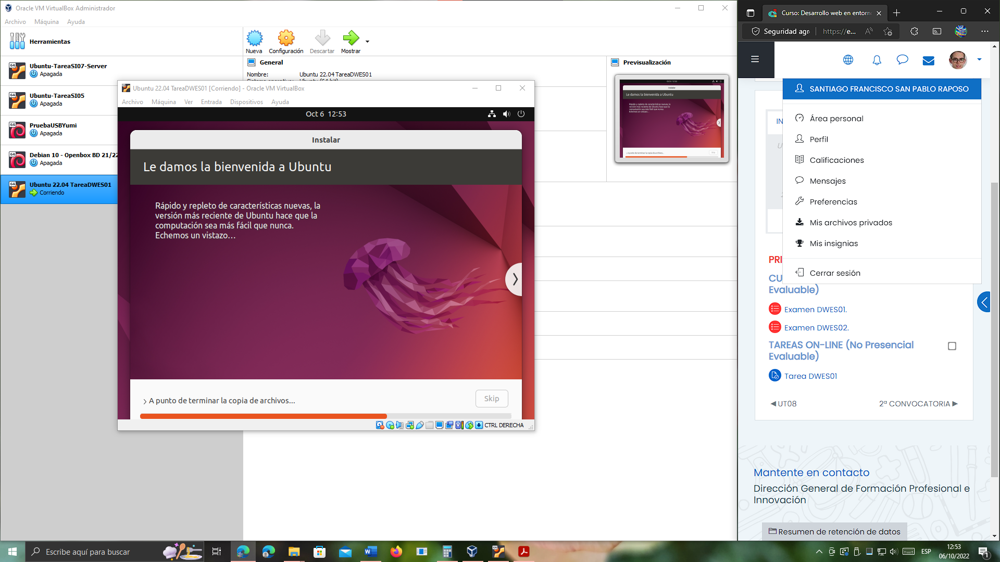 Oracle VM VirtualBox Administrador
Archivo Máquina Ayuda
Herramientas
Nueva Configuración Descartar Mostrar
Ubuntu-TareaSI07-Server
Apagada
Ubuntu-TareaSI05
Apagada
PruebaUSBYumi
Apagada
Debian 10 - Openbox BD 21/22
Apagada
Ubuntu 22.04 TareaDWES01
Corriendo
General
Nombre: Ubuntu 22.04 TareaDWES01
Previsualización
Ubuntu 22.04 TareaDWES01 [Corriendo] - Oracle VM VirtualBox
Archivo Máquina Ver Entrada Dispositivos Ayuda
Oct 6 12:53
Instalar
Le damos la bienvenida a Ubuntu
Rápido y repleto de características nuevas, la
versión más reciente de Ubuntu hace que la
computación sea más fácil que nunca.
Echemos un vistazo…
A punto de terminar la copia de archivos...
Skip
CTRL DERECHA
Curso: Desarrollo web en entorn
Seguridad agr
https://e...
SANTIAGO FRANCISCO SAN PABLO RAPOSO
Área personal
Perfil
Calificaciones
Mensajes
Preferencias
Mis archivos privados
Mis insignias
Cerrar sesión
IN
PRI
CU
Evaluable)
Examen DWES01.
Examen DWES02.
TAREAS ON-LINE (No Presencial
Evaluable)
Tarea DWES01
◀ UT08
2ª CONVOCATORIA ▶
Mantente en contacto
Dirección General de Formación Profesional e
Innovación
Resumen de retención de datos
Escribe aquí para buscar
ESP
12:53
06/10/2022
1